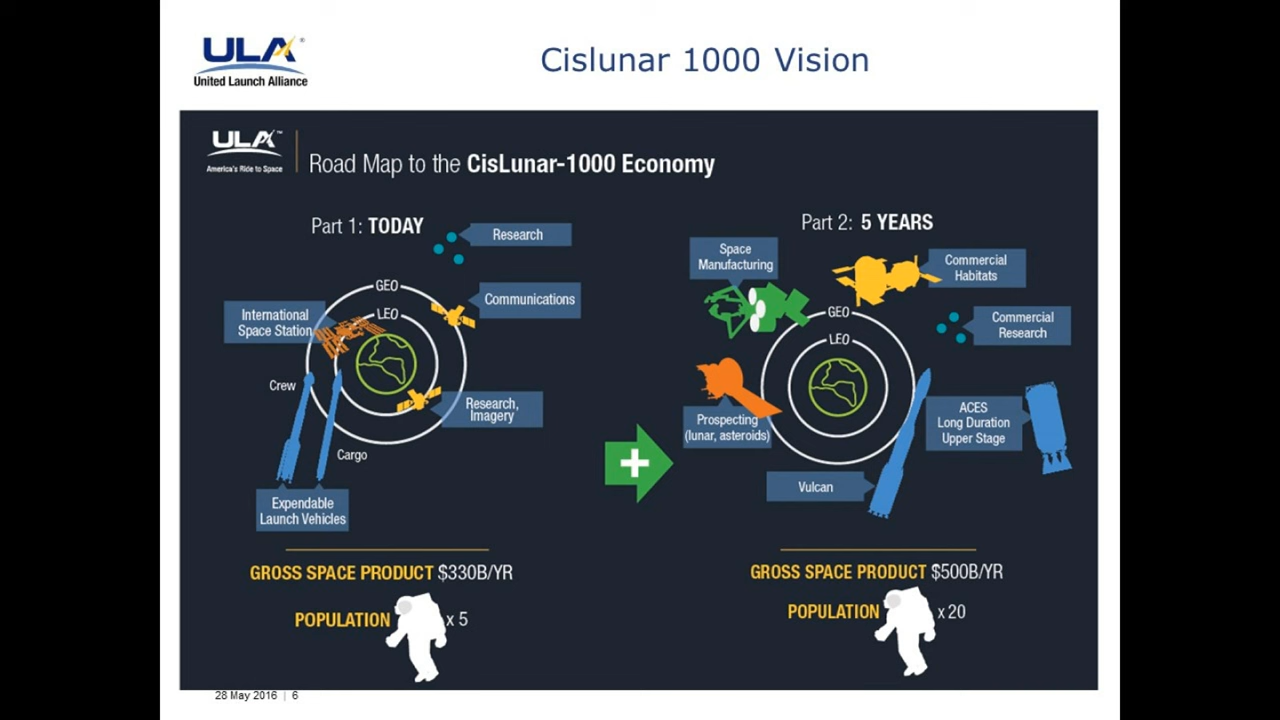 ULA
United Launch Alliance
Cislunar 1000 Vision
ULA™
America's Ride to Space
Road Map to the CisLunar-1000 Economy
Part 1: TODAY
Research
GEO
Communications
LEO
International
Space Station
Crew
Research,
Imagery
Cargo
Expendable
Launch Vehicles
GROSS SPACE PRODUCT $330B/YR
POPULATION x 5
Part 2: 5 YEARS
Space
Manufacturing
Commercial
Habitats
GEO
Commercial
Research
LEO
Prospecting
(lunar, asteroids)
ACES
Long Duration
Upper Stage
Vulcan
GROSS SPACE PRODUCT $500B/YR
POPULATION x 20
28 May 2016 | 6